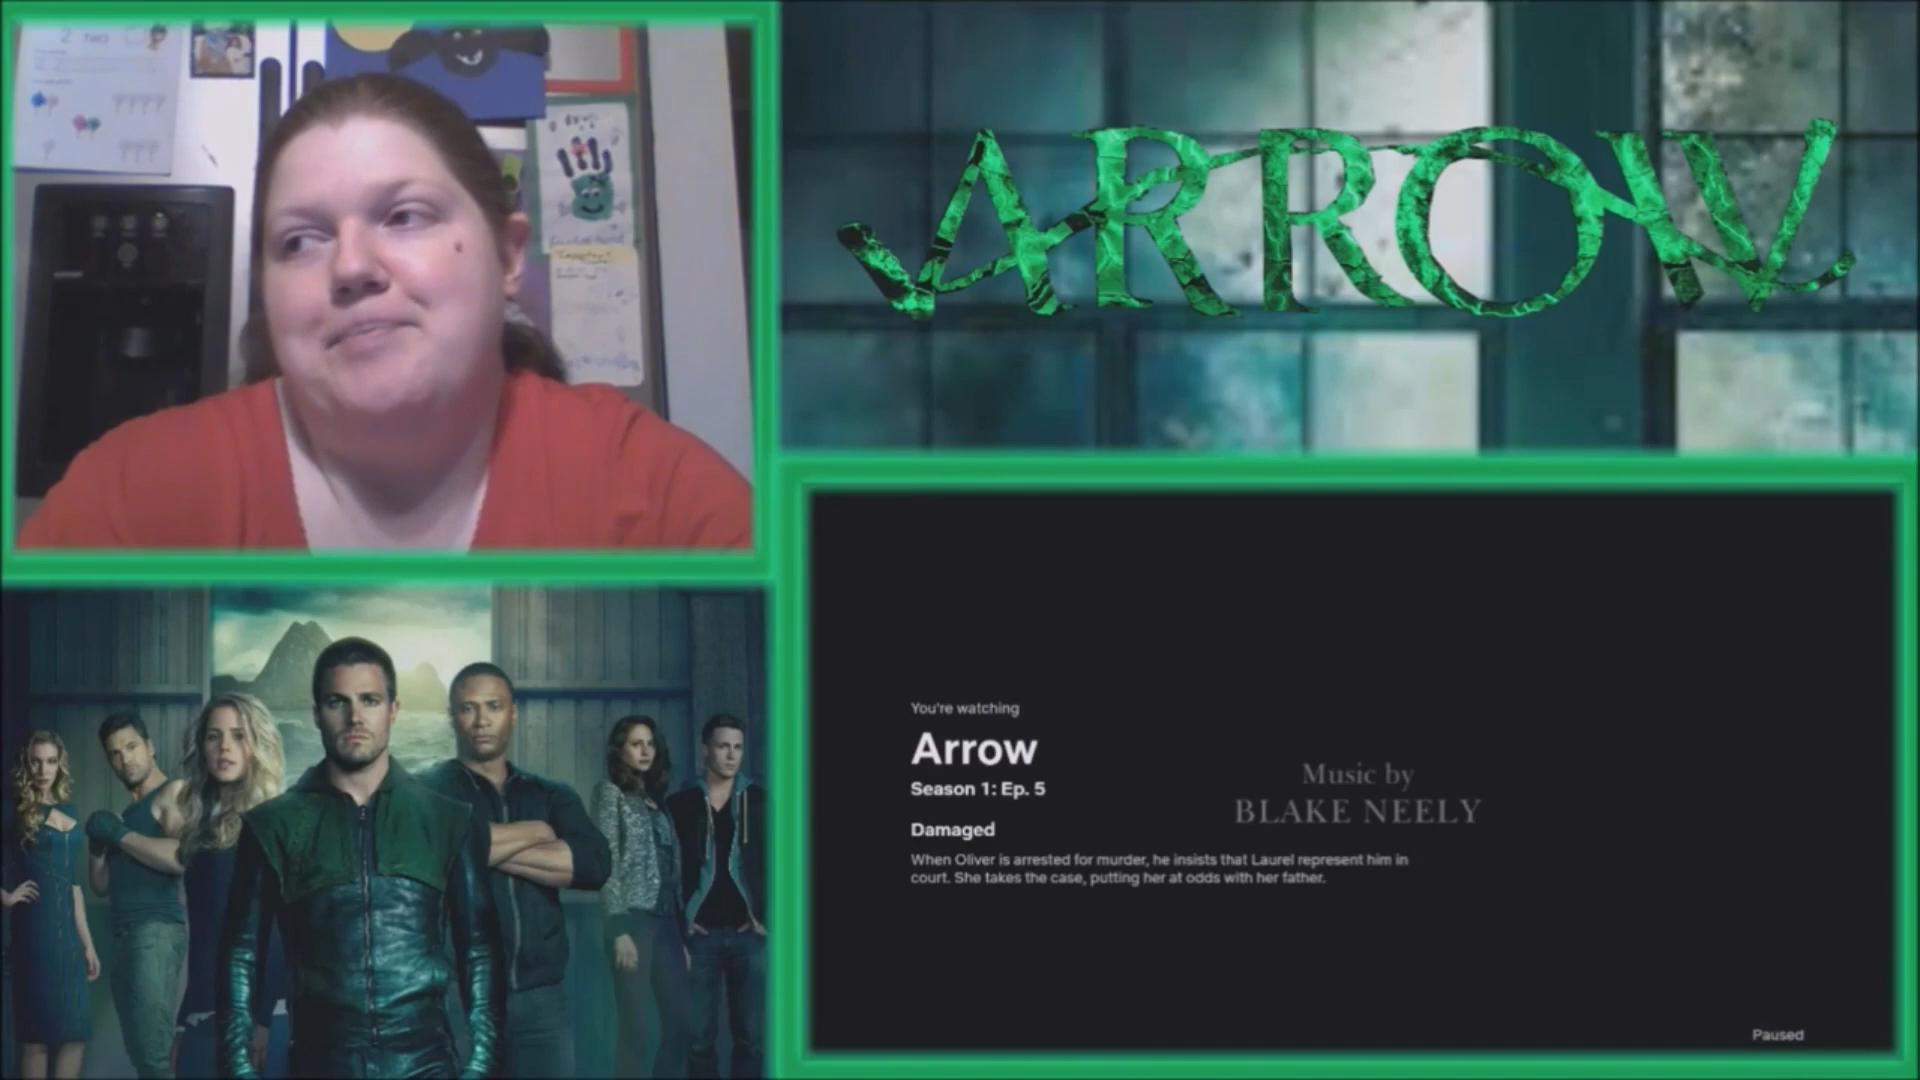 2 TWO
ARROW
You're watching
Arrow
Season 1: Ep. 5
Damaged
When Oliver is arrested for murder, he insists that Laurel represent him in
court. She takes the case, putting her at odds with her father.
Music by
BLAKE NEELY
Paused